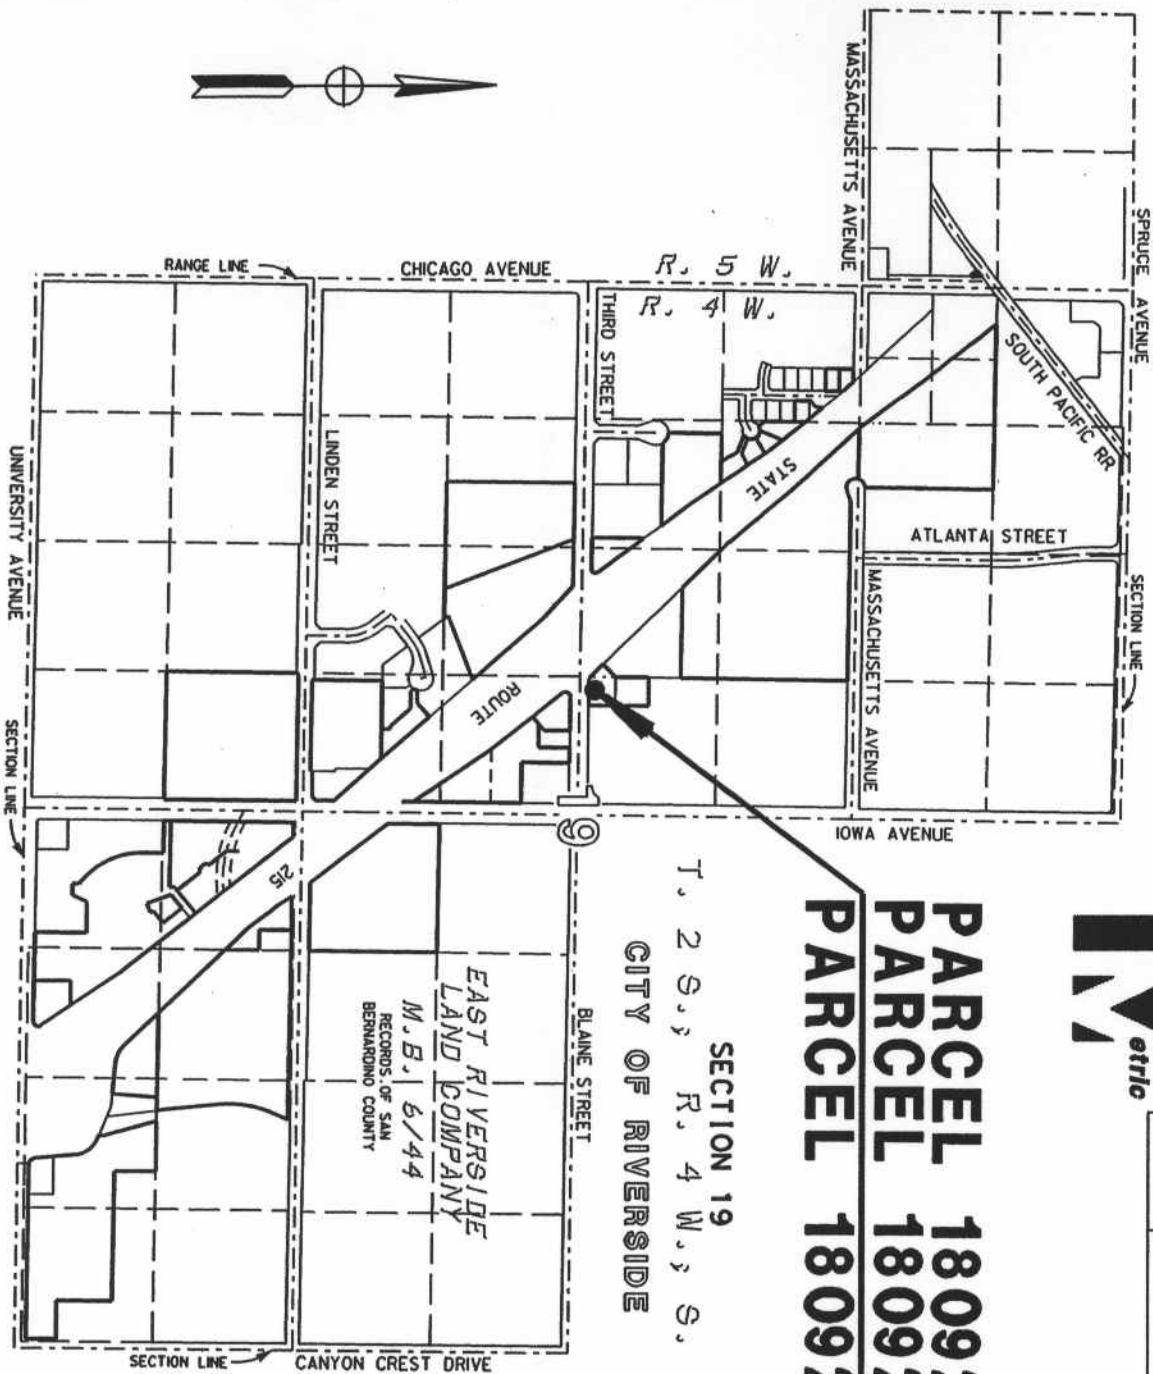 SPRUCE AVENUE
MASSACHUSETTS AVENUE
SOUTH PACIFIC RR
RANGE LINE
CHICAGO AVENUE
R. 5 W.
R. 4 W.
THIRD STREET
LINDEN STREET
UNIVERSITY AVENUE
STATE
ROUTE
215
ATLANTA STREET
MASSACHUSETTS AVENUE
SECTION LINE
SECTION LINE
IOWA AVENUE
19
Metric
PARCEL 1809
PARCEL 1809
PARCEL 1809
SECTION 19
T. 2 S., R. 4 W., S.
CITY OF RIVERSIDE
BLAINE STREET
EAST RIVERSIDE
LAND COMPANY
M.B. 6/44
RECORDS OF SAN
BERNARDINO COUNTY
SECTION LINE
CANYON CREST DRIVE